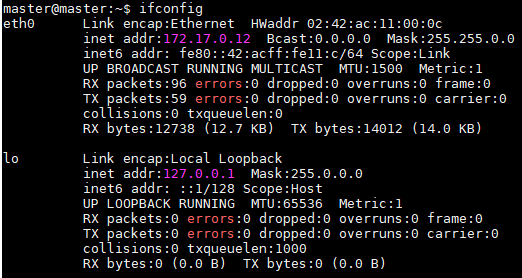 master@master:~$ ifconfig
eth0      Link encap:Ethernet  HWaddr 02:42:ac:11:00:0c
          inet addr:172.17.0.12  Bcast:0.0.0.0  Mask:255.255.0.0
          inet6 addr: fe80::42:acff:fe11:c/64 Scope:Link
          UP BROADCAST RUNNING MULTICAST  MTU:1500  Metric:1
          RX packets:96 errors:0 dropped:0 overruns:0 frame:0
          TX packets:59 errors:0 dropped:0 overruns:0 carrier:0
          collisions:0 txqueuelen:0
          RX bytes:12738 (12.7 KB)  TX bytes:14012 (14.0 KB)

lo        Link encap:Local Loopback
          inet addr:127.0.0.1  Mask:255.0.0.0
          inet6 addr: ::1/128 Scope:Host
          UP LOOPBACK RUNNING  MTU:65536  Metric:1
          RX packets:0 errors:0 dropped:0 overruns:0 frame:0
          TX packets:0 errors:0 dropped:0 overruns:0 carrier:0
          collisions:0 txqueuelen:1000
          RX bytes:0 (0.0 B)  TX bytes:0 (0.0 B)